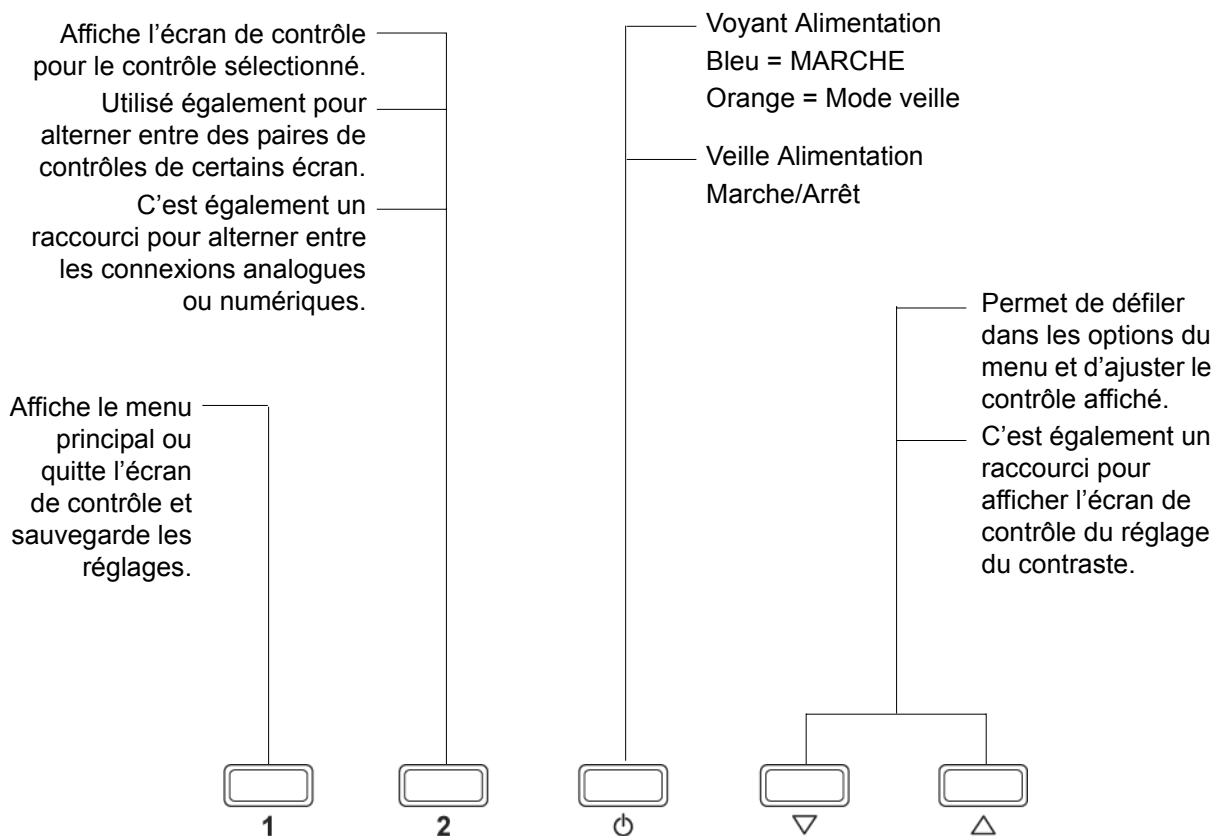 Affiche l’écran de contrôle
pour le contrôle sélectionné.
Utilisé également pour
alterner entre des paires de
contrôles de certains écran.
C’est également un
raccourci pour alterner entre
les connexions analogues
ou numériques.
Affiche le menu
principal ou
quitte l’écran
de contrôle et
sauvegarde les
réglages.
Voyant Alimentation
Bleu = MARCHE
Orange = Mode veille
Veille Alimentation
Marche/Arrêt
Permet de défiler
dans les options du
menu et d’ajuster le
contrôle affiché.
C’est également un
raccourci pour
afficher l’écran de
contrôle du réglage
du contraste.
1
2